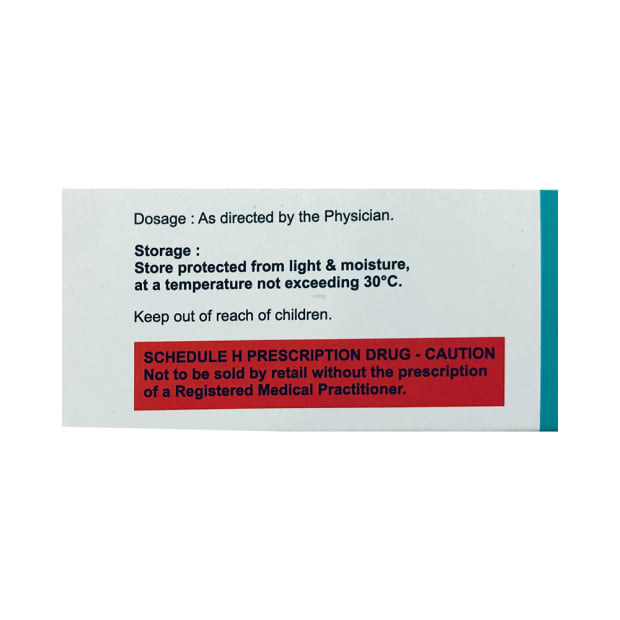 Dosage : As directed by the Physician.
Storage :
Store protected from light & moisture,
at a temperature not exceeding 30°C.
Keep out of reach of children.
SCHEDULE H PRESCRIPTION DRUG - CAUTION
Not to be sold by retail without the prescription
of a Registered Medical Practitioner.